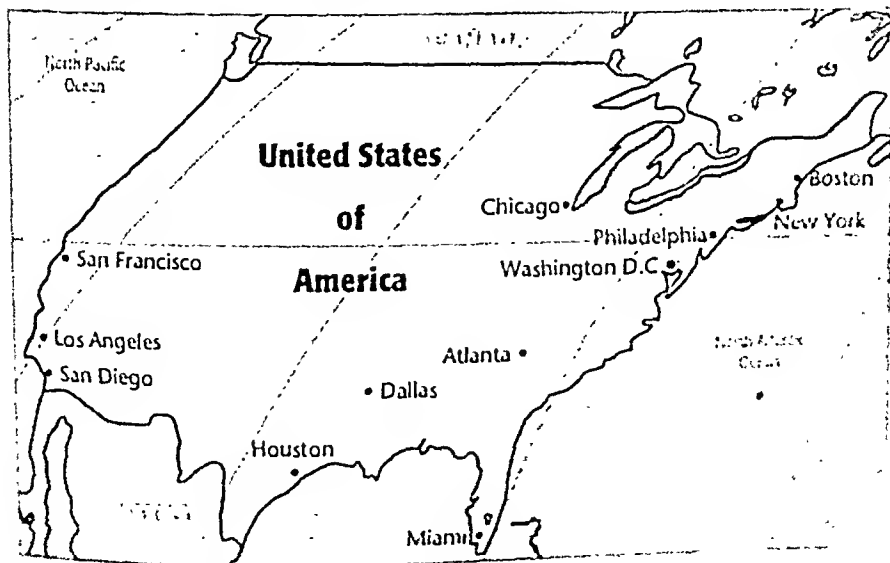 North Pacific
Ocean
United States
of
America
Boston
Chicago
New York
Philadelphia
San Francisco
Washington D.C.
Los Angeles
Atlanta
San Diego
Dallas
Houston
Miami